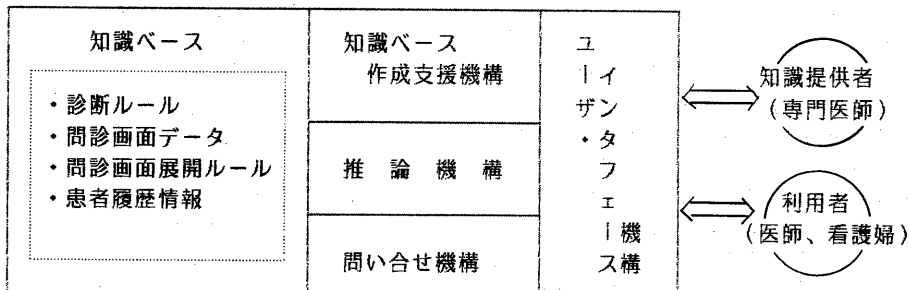 知識ベース
・診断ルール
・問診画面データ
・問診画面展開ルール
・患者履歴情報
知識ベース
作成支援機構
推論機構
問い合せ機構
ユーザ・
インタフェース機構
知識提供者
(専門医師)
利用者
(医師、看護婦)